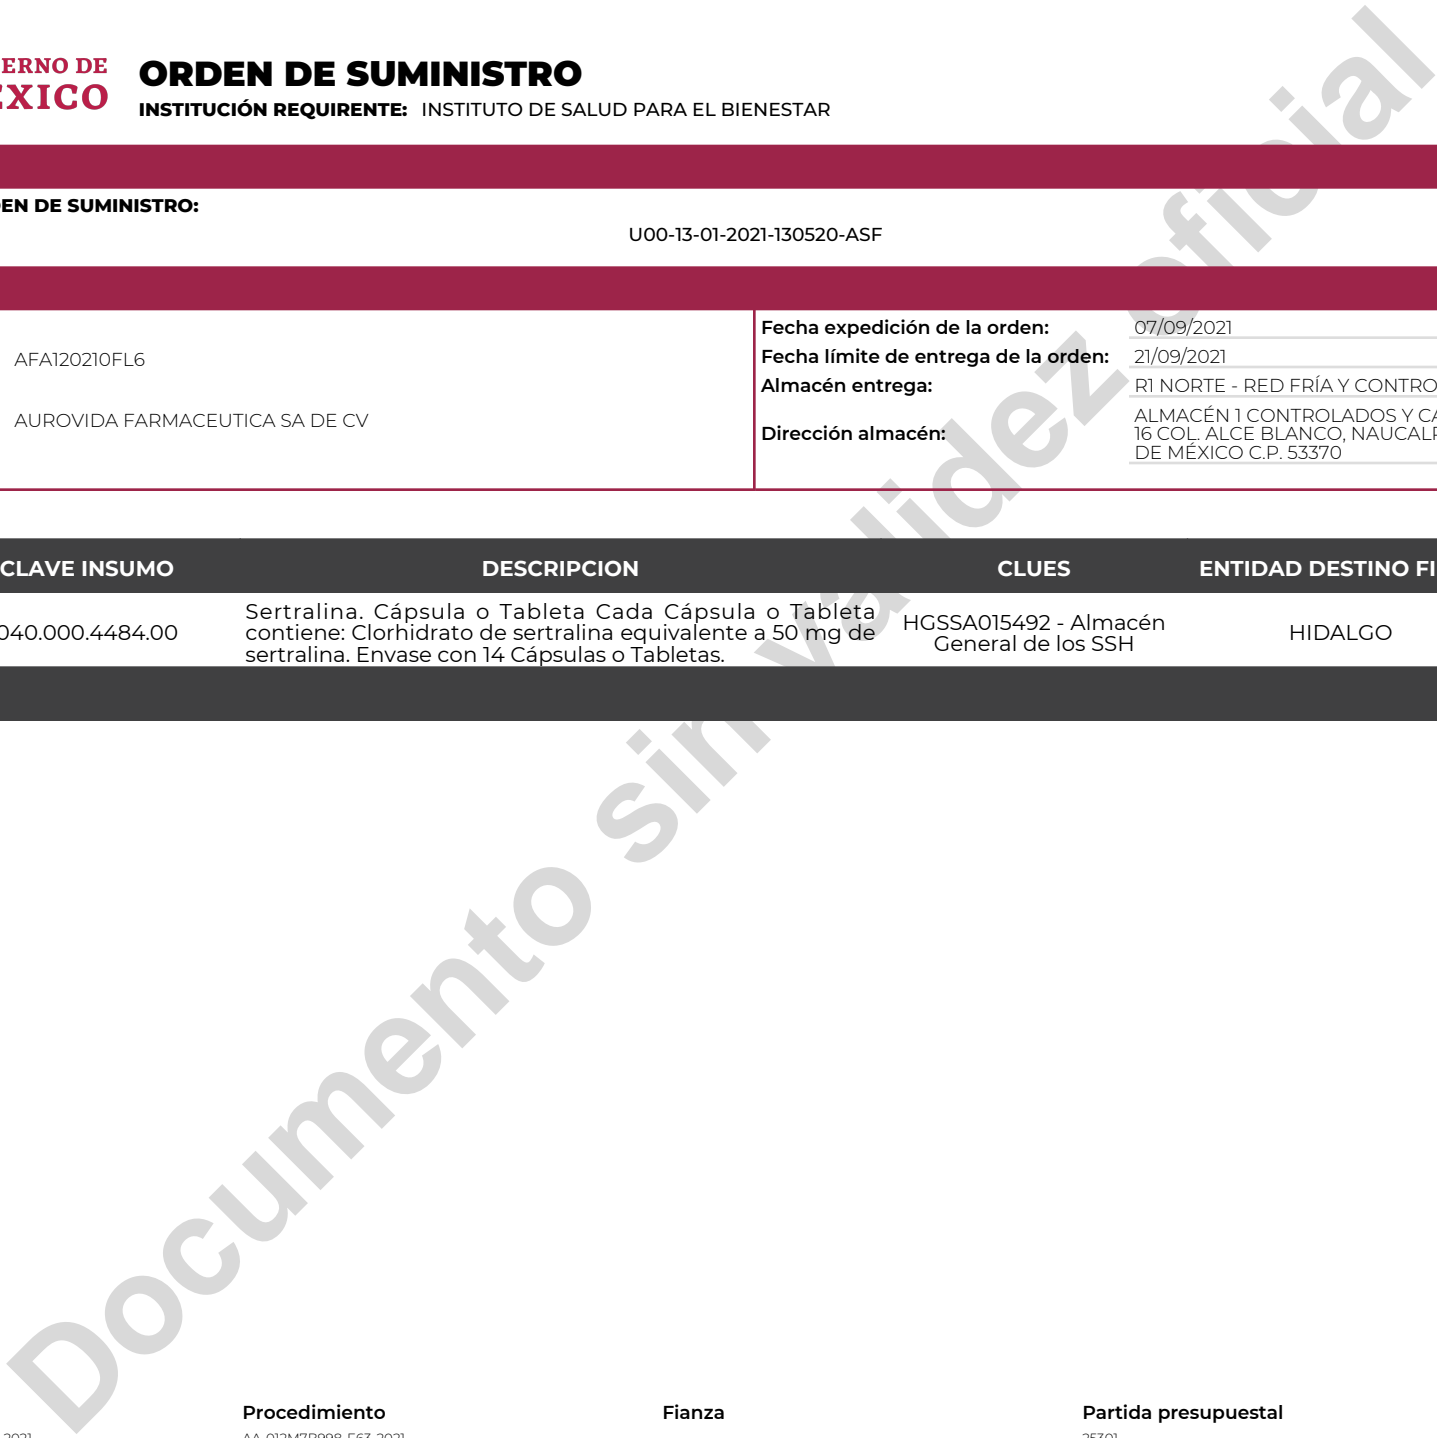 ERNO DE
ÉXICO
ORDEN DE SUMINISTRO
INSTITUCIÓN REQUIRENTE: INSTITUTO DE SALUD PARA EL BIENESTAR
EN DE SUMINISTRO:
U00-13-01-2021-130520-ASF
AFA120210FL6
AUROVIDA FARMACEUTICA SA DE CV
Fecha expedición de la orden: 07/09/2021
Fecha límite de entrega de la orden: 21/09/2021
Almacén entrega: R1 NORTE - RED FRÍA Y CONTRO
Dirección almacén: ALMACÉN 1 CONTROLADOS Y CA
16 COL. ALCE BLANCO, NAUCALP
DE MÉXICO C.P. 53370
CLAVE INSUMO DESCRIPCION CLUES ENTIDAD DESTINO FI
040.000.4484.00
Sertralina. Cápsula o Tableta Cada Cápsula o Tableta
contiene: Clorhidrato de sertralina equivalente a 50 mg de
sertralina. Envase con 14 Cápsulas o Tabletas.
HGSSA015492 - Almacén
General de los SSH
HIDALGO
Documento sin validez oficial
Procedimiento Fianza Partida presupuestal